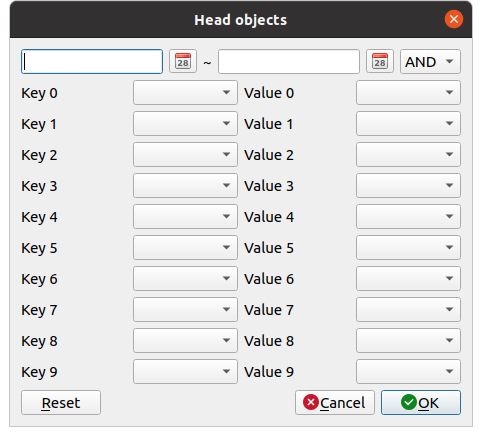 Head objects
28 ~ 28 AND
Key 0 Value 0
Key 1 Value 1
Key 2 Value 2
Key 3 Value 3
Key 4 Value 4
Key 5 Value 5
Key 6 Value 6
Key 7 Value 7
Key 8 Value 8
Key 9 Value 9
Reset Cancel OK